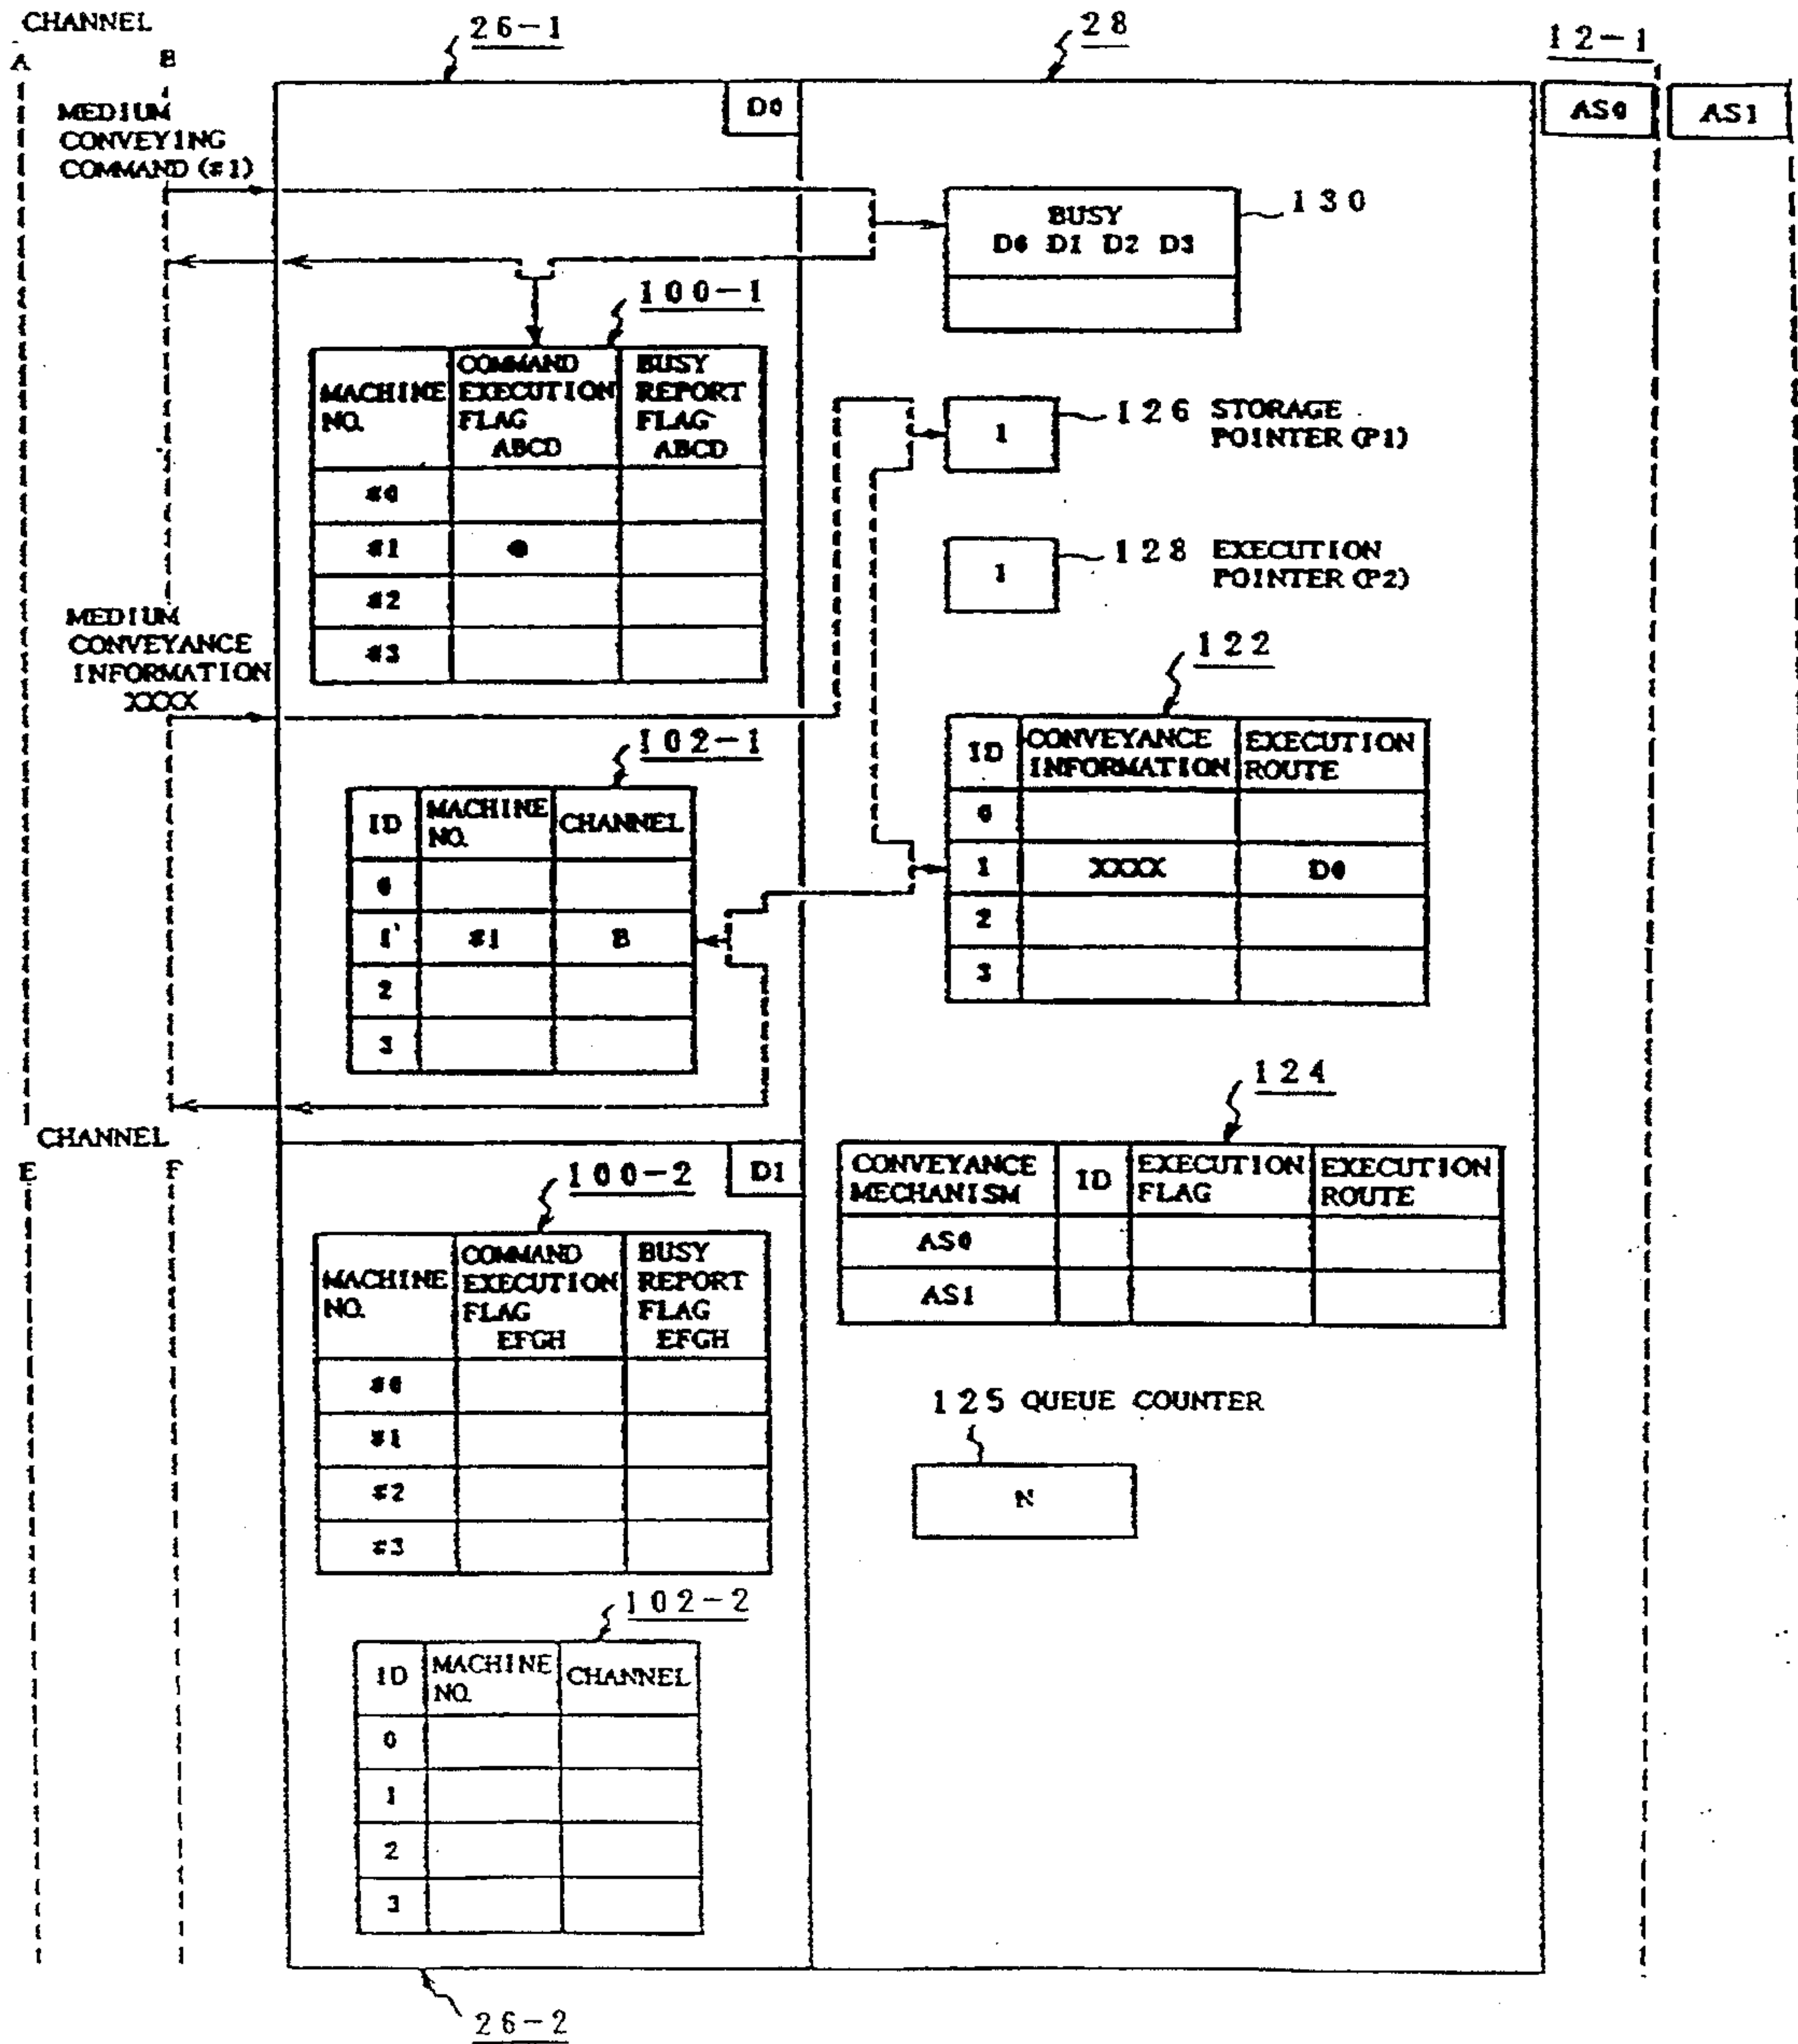 CHANNEL
A B
26-1
28
12-1
D0
AS0
AS1
MEDIUM
CONVEYING
COMMAND (#1)
BUSY
D0 D1 D2 D3
130
100-1
MACHINE
NO.
COMMAND
EXECUTION
FLAG
ABCD
BUSY
REPORT
FLAG
ABCD
#0
#1
#2
#3
1
126 STORAGE
POINTER (P1)
1
128 EXECUTION
POINTER (P2)
MEDIUM
CONVEYANCE
INFORMATION
XXXX
122
ID
CONVEYANCE
INFORMATION
EXECUTION
ROUTE
0
1 XXXX D0
2
3
102-1
ID
MACHINE
NO.
CHANNEL
0
1 #1 B
2
3
124
CONVEYANCE
MECHANISM
ID
EXECUTION
FLAG
EXECUTION
ROUTE
AS0
AS1
125 QUEUE COUNTER
N
CHANNEL
E F
D1
100-2
MACHINE
NO.
COMMAND
EXECUTION
FLAG
EFGH
BUSY
REPORT
FLAG
EFGH
#0
#1
#2
#3
102-2
ID
MACHINE
NO.
CHANNEL
0
1
2
3
26-2